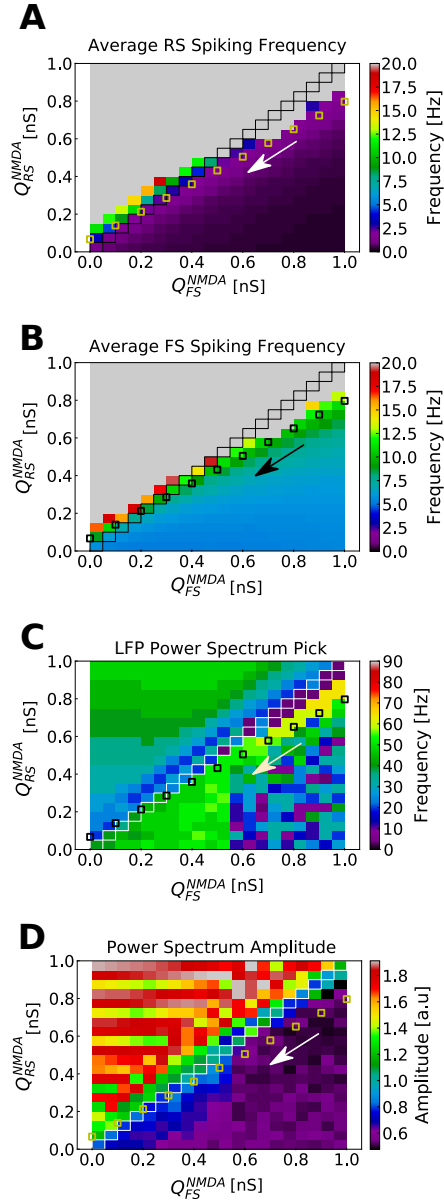 A
Average RS Spiking Frequency
1.0
0.8
0.6
0.4
0.2
0.0
Q_RS^NMDA [nS]
0.0 0.2 0.4 0.6 0.8 1.0
Q_FS^NMDA [nS]
20.0
17.5
15.0
12.5
10.0
7.5
5.0
2.5
0.0
Frequency [Hz]
B
Average FS Spiking Frequency
1.0
0.8
0.6
0.4
0.2
0.0
Q_RS^NMDA [nS]
0.0 0.2 0.4 0.6 0.8 1.0
Q_FS^NMDA [nS]
20.0
17.5
15.0
12.5
10.0
7.5
5.0
2.5
0.0
Frequency [Hz]
C
LFP Power Spectrum Pick
1.0
0.8
0.6
0.4
0.2
0.0
Q_RS^NMDA [nS]
0.0 0.2 0.4 0.6 0.8 1.0
Q_FS^NMDA [nS]
90
80
70
60
50
40
30
20
10
0
Frequency [Hz]
D
Power Spectrum Amplitude
1.0
0.8
0.6
0.4
0.2
0.0
Q_RS^NMDA [nS]
0.0 0.2 0.4 0.6 0.8 1.0
Q_FS^NMDA [nS]
1.8
1.6
1.4
1.2
1.0
0.8
0.6
Amplitude [a.u]